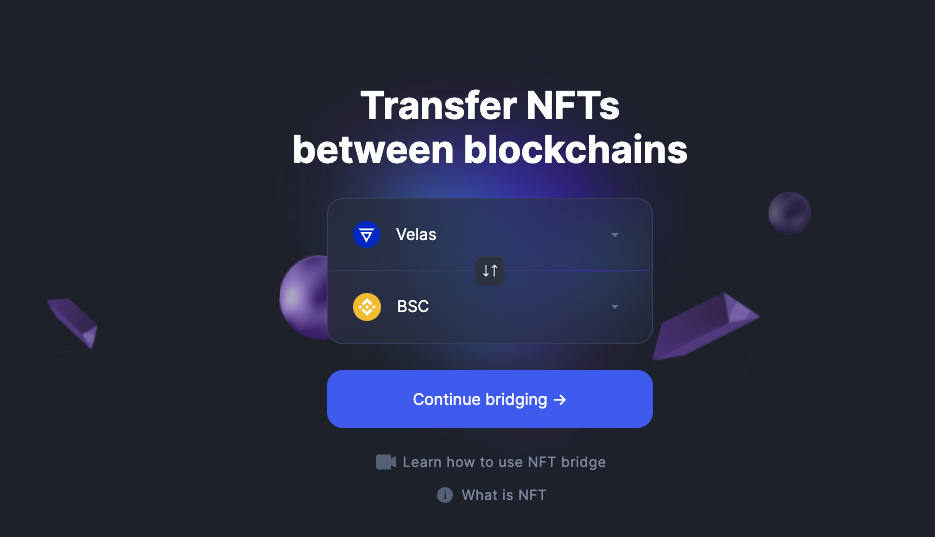 Transfer NFTs
between blockchains
Velas
BSC
Continue bridging →
Learn how to use NFT bridge
What is NFT